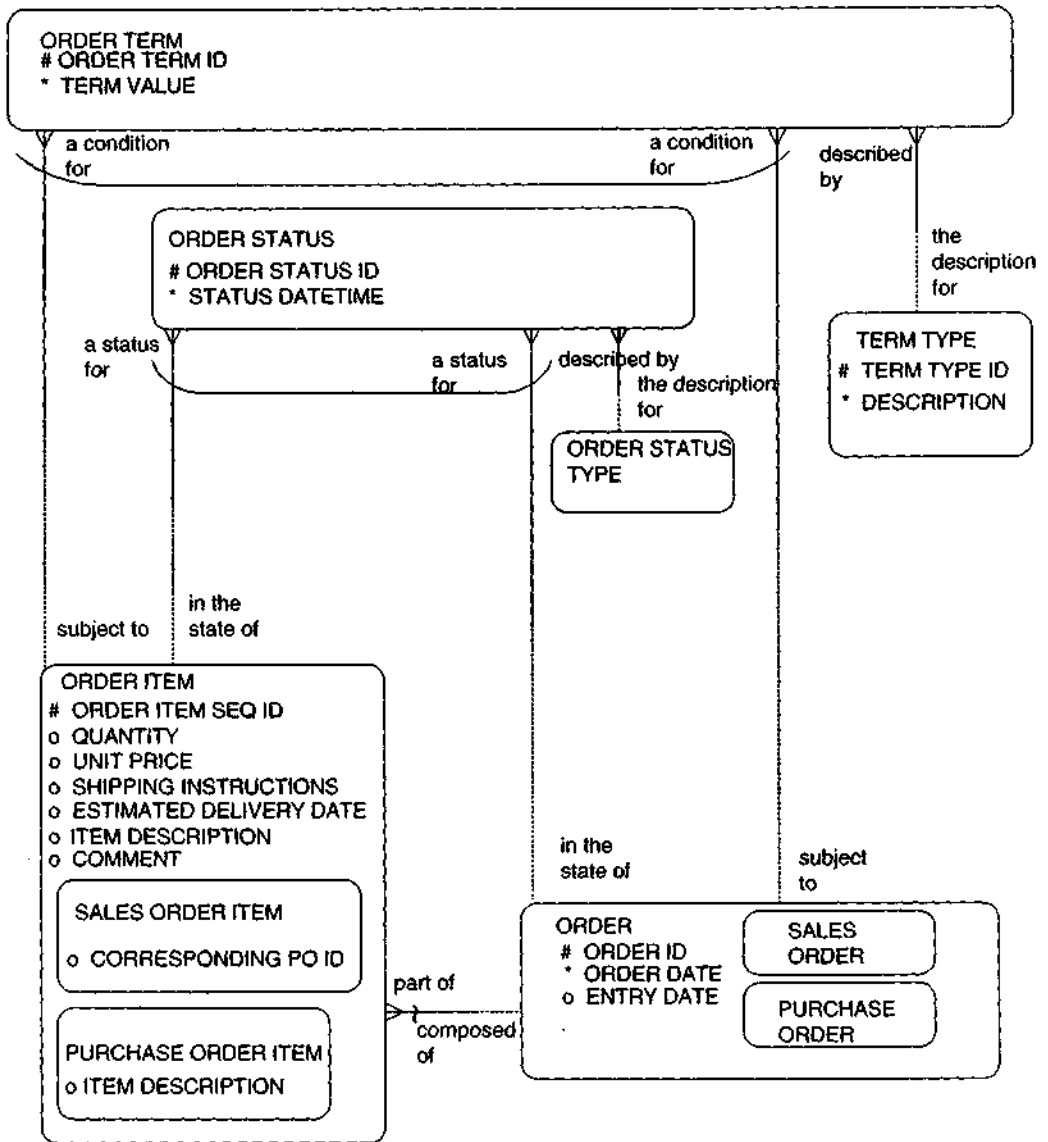 ORDER TERM
# ORDER TERM ID
* TERM VALUE
a condition
for
a condition
for
described
by
ORDER STATUS
# ORDER STATUS ID
* STATUS DATETIME
the
description
for
a status
for
a status
for
described by
the description
for
TERM TYPE
# TERM TYPE ID
* DESCRIPTION
ORDER STATUS
TYPE
subject to
in the
state of
ORDER ITEM
# ORDER ITEM SEQ ID
o QUANTITY
o UNIT PRICE
o SHIPPING INSTRUCTIONS
o ESTIMATED DELIVERY DATE
o ITEM DESCRIPTION
o COMMENT
SALES ORDER ITEM
o CORRESPONDING PO ID
PURCHASE ORDER ITEM
o ITEM DESCRIPTION
part of
composed
of
in the
state of
subject
to
ORDER
# ORDER ID
* ORDER DATE
o ENTRY DATE
SALES
ORDER
PURCHASE
ORDER